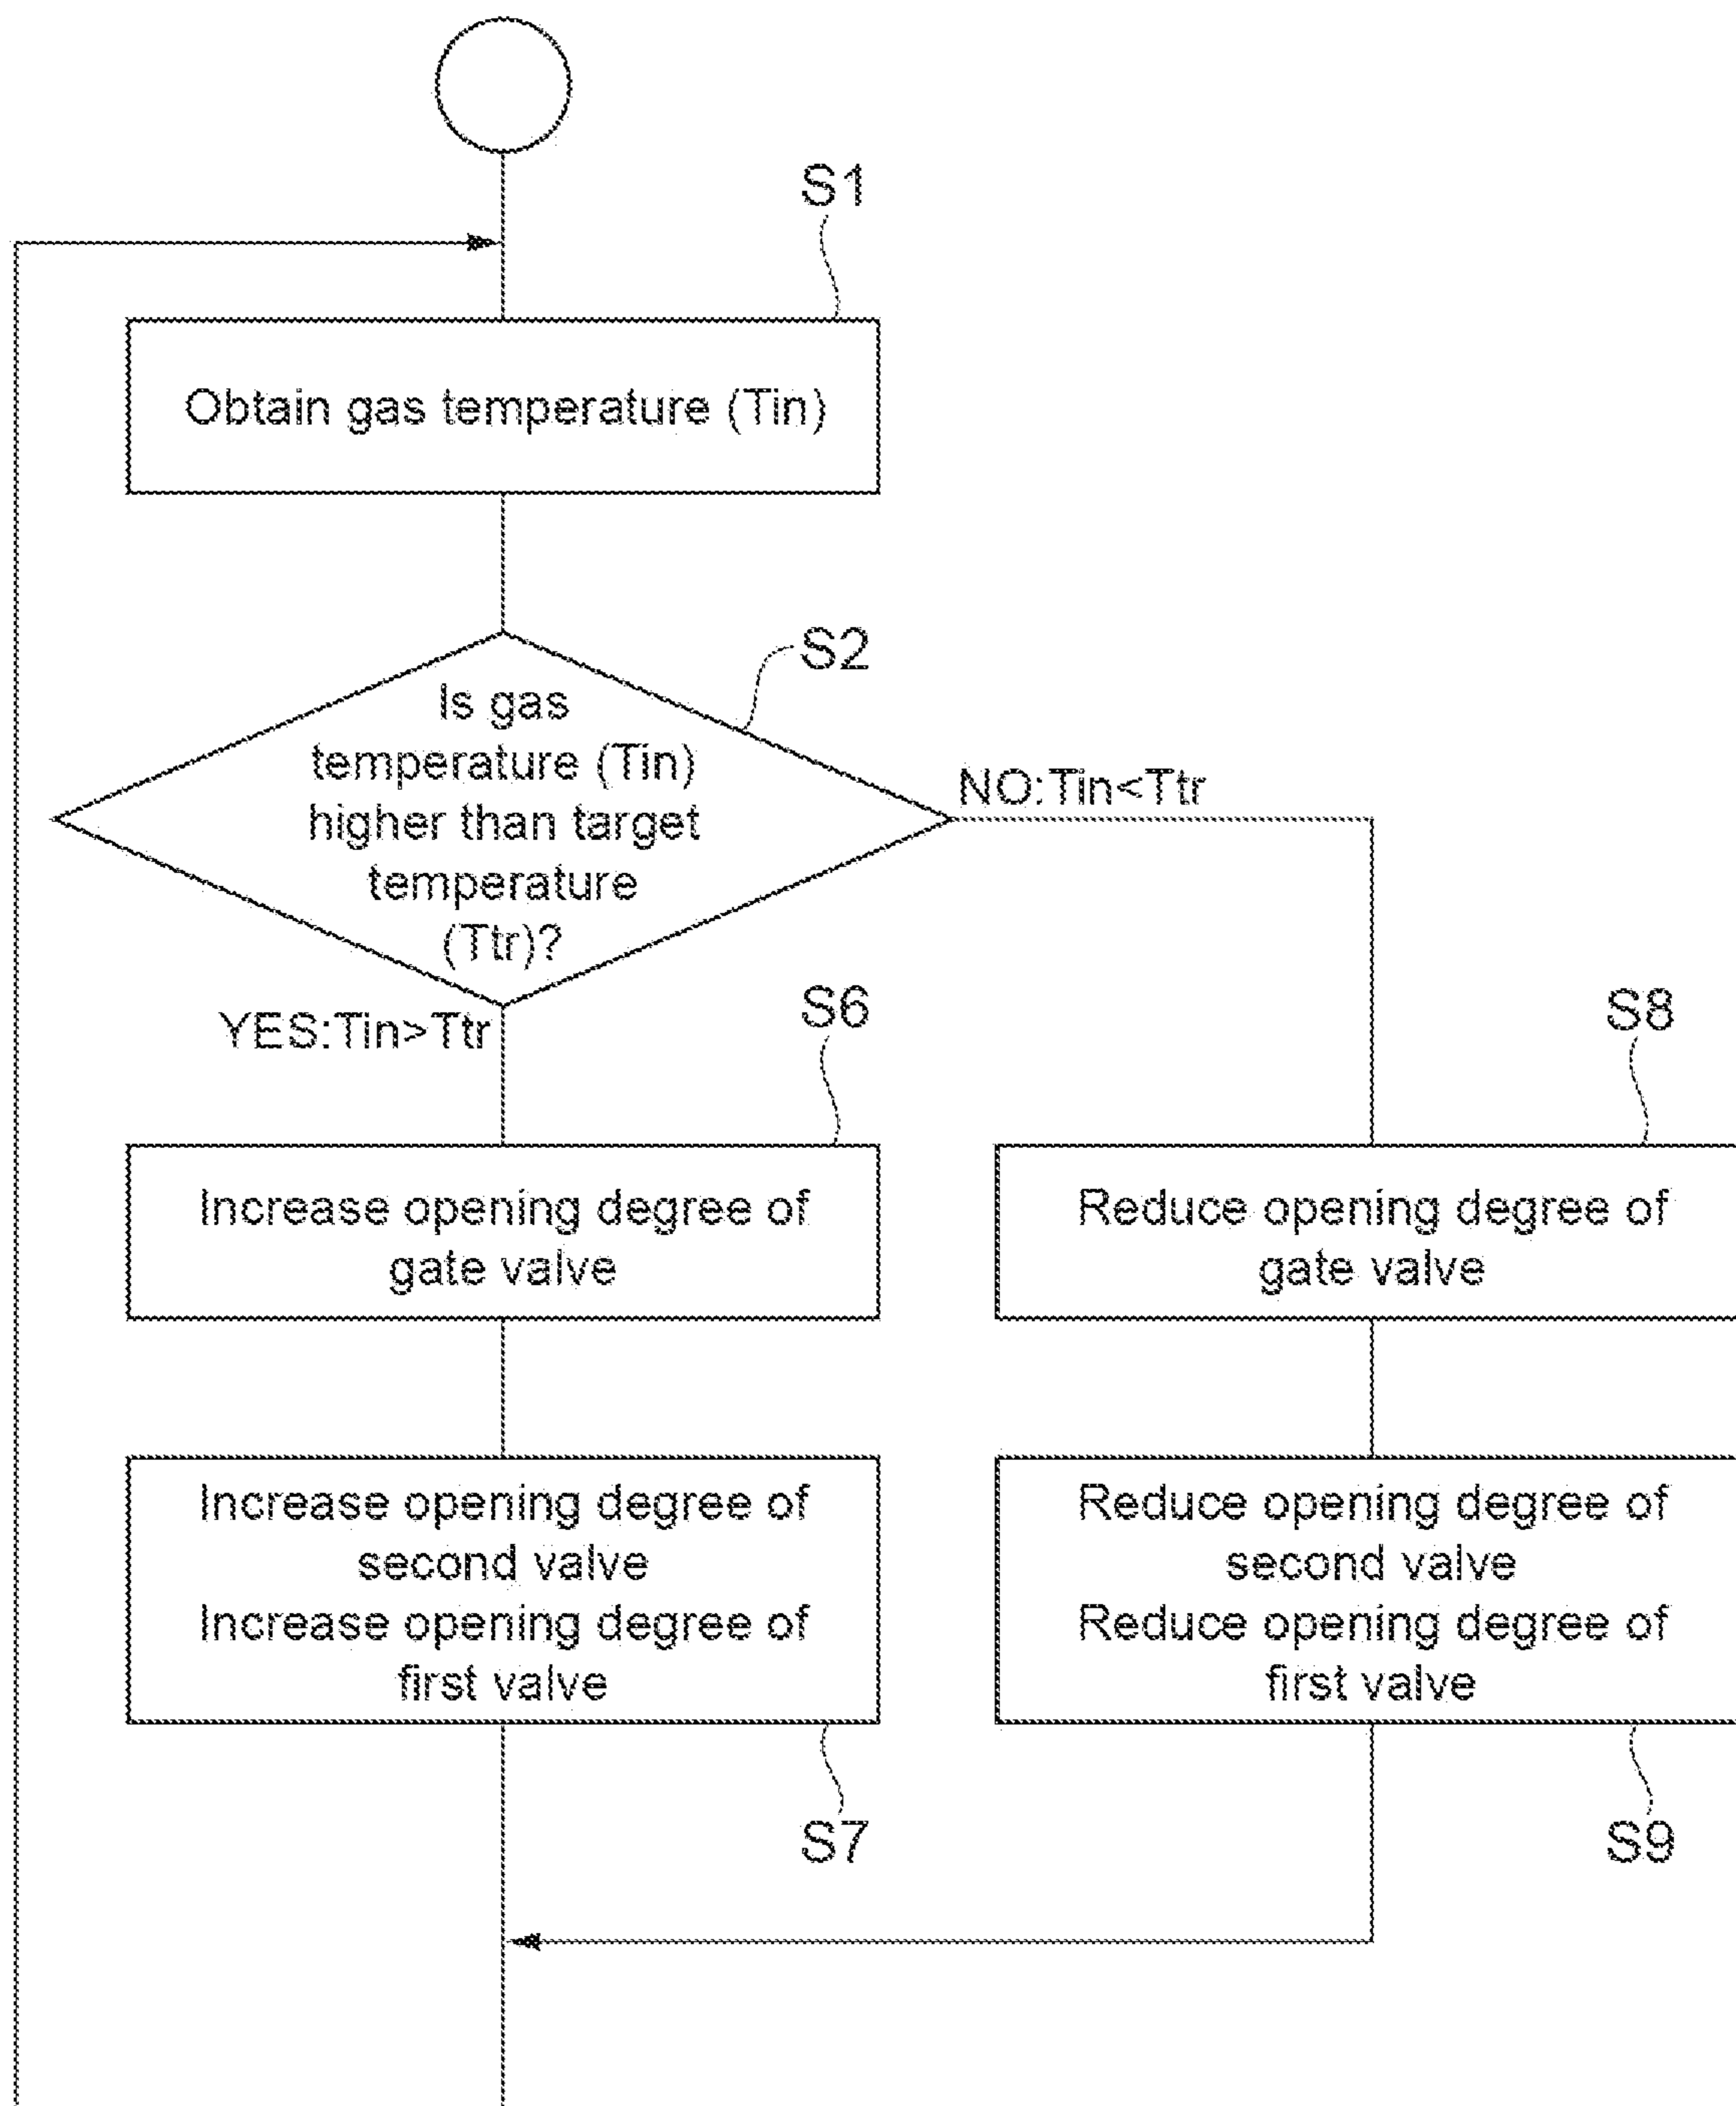 S1
Obtain gas temperature (Tin)
S2
Is gas
temperature (Tin)
higher than target
temperature
(Ttr)?
NO:Tin<Ttr
YES:Tin>Ttr
S6
S8
Increase opening degree of
gate valve
Reduce opening degree of
gate valve
Increase opening degree of
second valve
Increase opening degree of
first valve
Reduce opening degree of
second valve
Reduce opening degree of
first valve
S7
S9